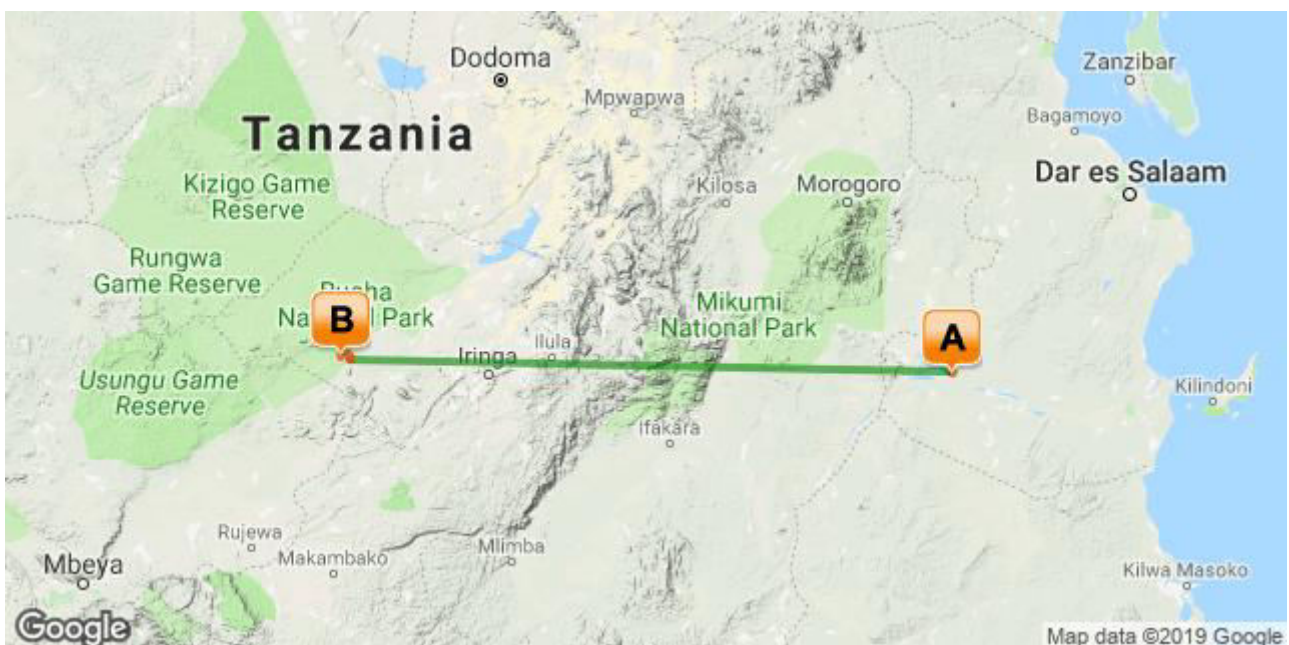 Dodoma
Zanzibar
Mpwapwa
Bagamoyo
Tanzania
Dar es Salaam
Kizigo Game
Reserve
Kilosa
Morogoro
Rungwa
Game Reserve
Mikumi
National Park
B
Park
A
Ilula
Iringa
Usungu Game
Reserve
Kilindoni
Ifakara
Rujewa
Makambako
Mlimba
Mbeya
Kilwa Masoko
Google
Map data ©2019 Google